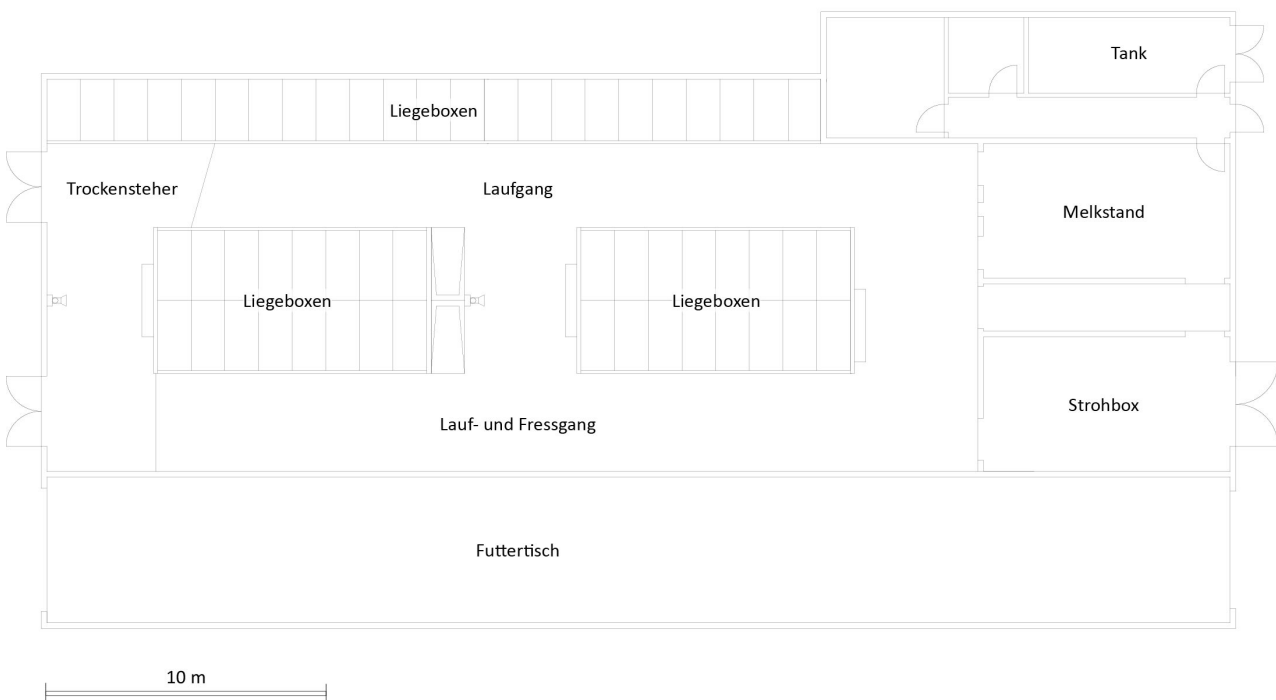 Tank
Liegeboxen
Trockensteher
Laufgang
Melkstand
Liegeboxen
Liegeboxen
Strohbox
Lauf- und Fressgang
Futtertisch
10 m